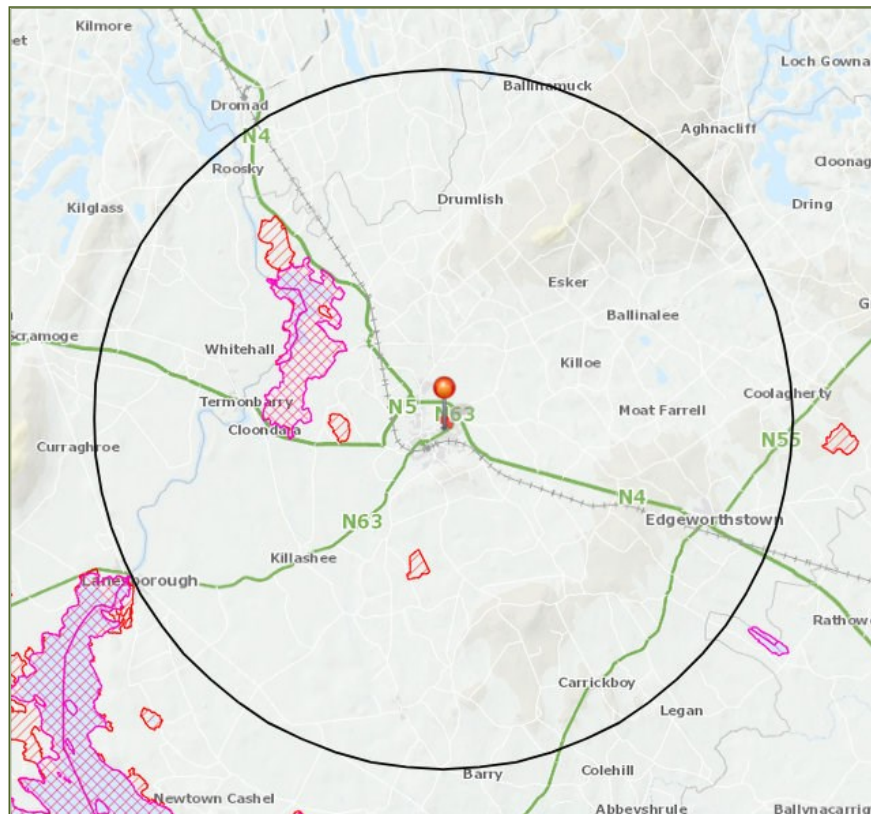 Kilmore
eet
Loch Gowna
Ballinamuck
Dromad
Aghnacliff
N4
Cloonag
Roosky
Drumlish
Kilglass
Dring
Esker
G
Ballinalee
Scramoge
Whitehall
Killoe
Coolagherty
Termonbarry
N5
N63
Moat Farrell
Cloondara
Curraghroe
N55
N4
N63
Edgeworthstown
Killashee
Lanesborough
Rathowe
Carrickboy
Legan
Barry
Colehill
Newtown Cashel
Abbeyshrule
Ballynacarrig